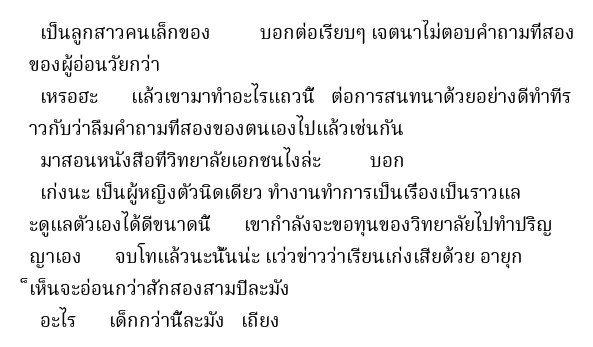 เป็นลูกสาวคนเล็กของ บอกต่อเรียบๆ เจตนาไม่ตอบคำถามที่สอง
ของผู้อ่อนวัยกว่า
เหรอฮะ แล้วเขามาทำอะไรแถวนี้ ต่อการสนทนาด้วยอย่างดีทำทีร
าวกับว่าลืมคำถามที่สองของตนเองไปแล้วเช่นกัน
มาสอนหนังสือที่วิทยาลัยเอกชนไงล่ะ บอก
เก่งนะ เป็นผู้หญิงตัวนิดเดียว ทำงานทำการเป็นเรื่องเป็นราวแล
ะดูแลตัวเองได้ดีขนาดนี้ เขากำลังจะขอทุนของวิทยาลัยไปทำปริญ
ญาเอง จบโทแล้วนะนั่นน่ะ แว่วข่าวว่าเรียนเก่งเสียด้วย อายุก
็เห็นจะอ่อนกว่าสักสองสามปีละมัง
อะไร เด็กกว่านี้ละมัง เถียง